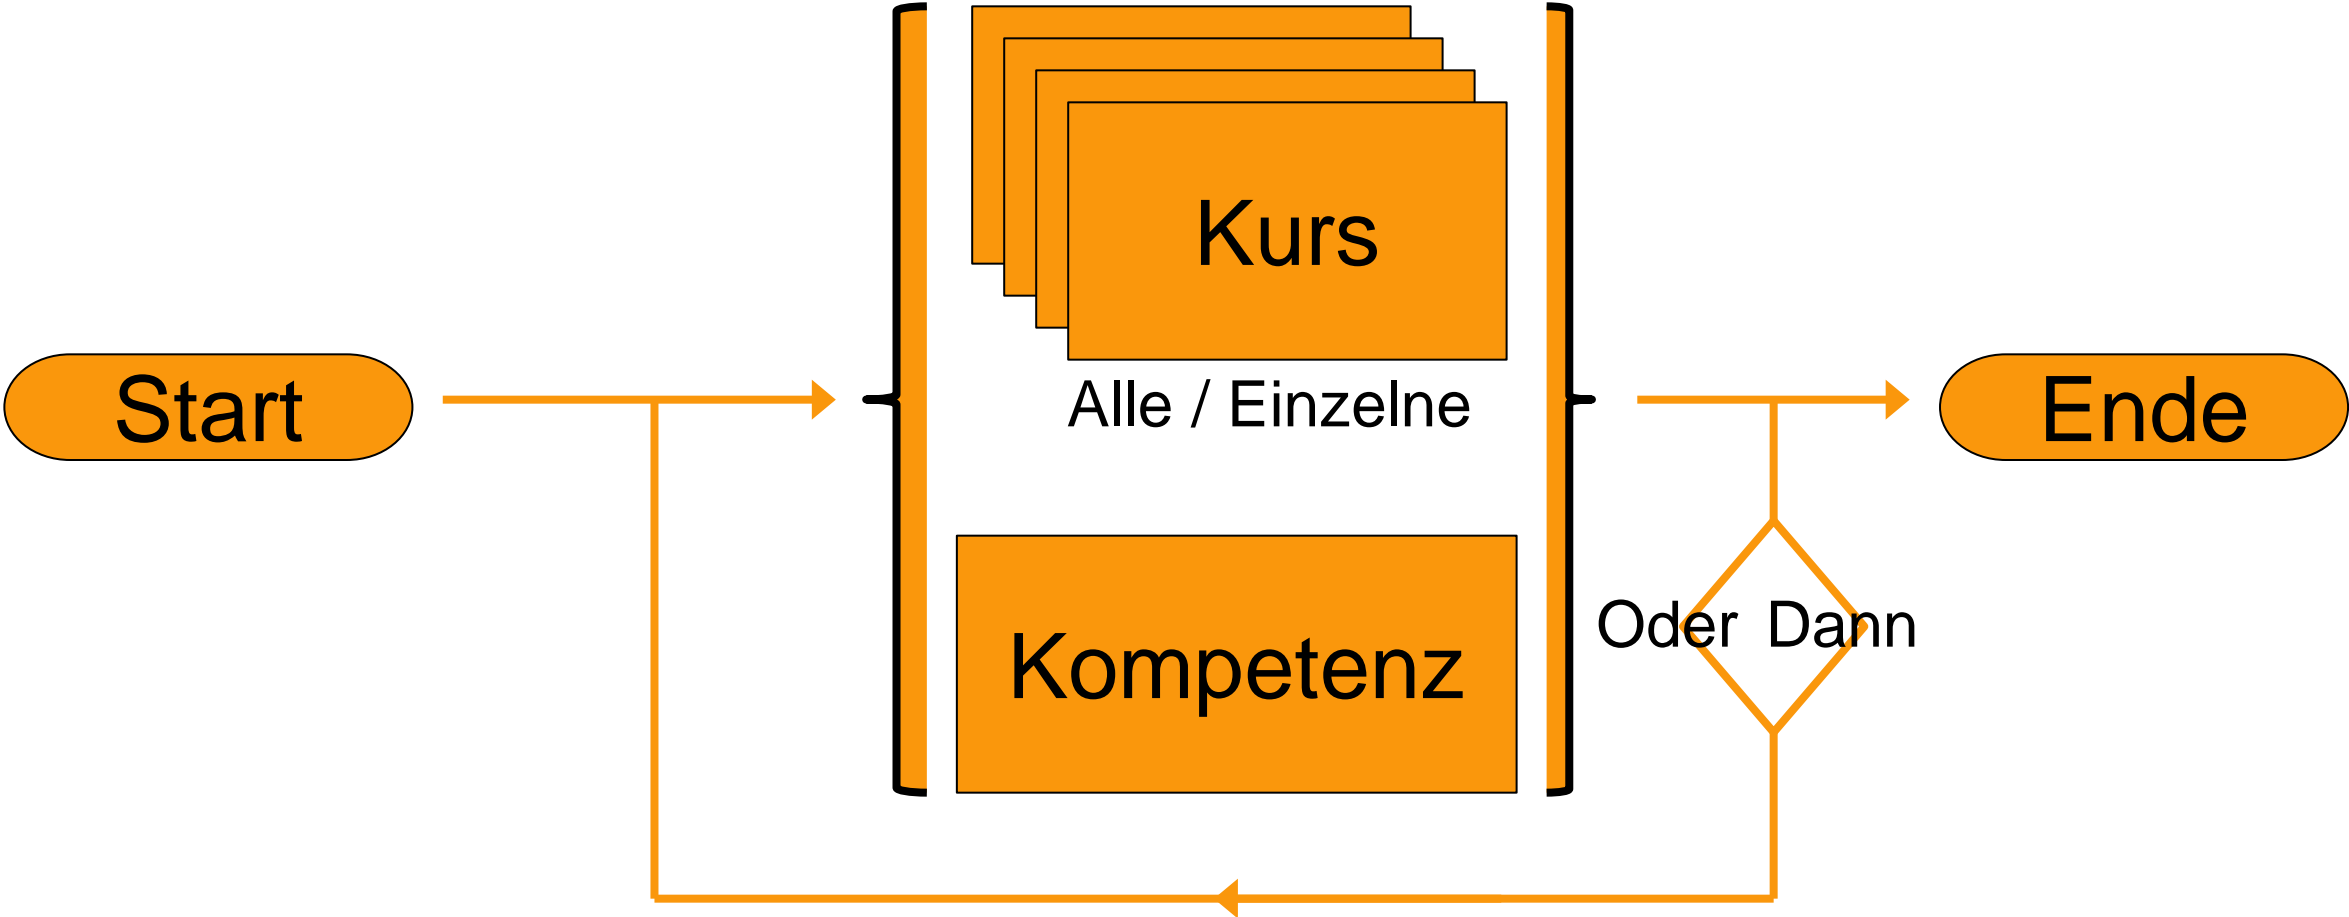 Start
Kurs
Alle / Einzelne
Kompetenz
Oder Dann
Ende